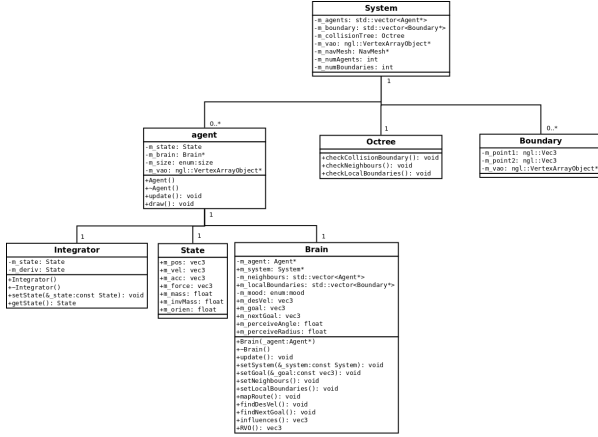 System
-m_agents: std::vector<Agent*>
-m_boundary: std::vector<Boundary*>
-m_collisionTree: Octree
-m_vao: ngl::VertexArrayObject*
-m_navMesh: NavMesh*
-m_numAgents: int
-m_numBoundaries: int
1
0..*
1
0..*
agent
-m_state: State
-m_brain: Brain*
-m_size: enum:size
-m_vao: ngl::VertexArrayObject*
+Agent()
+~Agent()
+update(): void
+draw(): void
Octree
+checkCollisionBoundary(): void
+checkNeighbours(): void
+checkLocalBoundaries(): void
Boundary
-m_point1: ngl::Vec3
-m_point2: ngl::Vec3
-m_vao: ngl::VertexArrayObject*
1
1
1
1
Integrator
-m_state: State
-m_deriv: State
+Integrator()
+~Integrator()
+setState(&_state:const State): void
+getState(): State
State
+m_pos: vec3
+m_vel: vec3
+m_acc: vec3
+m_force: vec3
+m_mass: float
+m_invMass: float
+m_orien: float
Brain
-m_agent: Agent*
+m_system: System*
-m_neighbours: std::vector<Agent*>
+m_localBoundaries: std::vector<Boundary*>
-m_mood: enum:mood
+m_desVel: vec3
+m_goal: vec3
+m_nextGoal: vec3
+m_perceiveAngle: float
+m_perceiveRadius: float
+Brain(_agent:Agent*)
+~Brain()
+update(): void
+setSystem(&_system:const System): void
+setGoal(&_goal:const vec3): void
+setNeighbours(): void
+setLocalBoundaries(): void
+mapRoute(): void
+findDesVel(): void
+findNextGoal(): void
+influences(): vec3
+RVO(): vec3